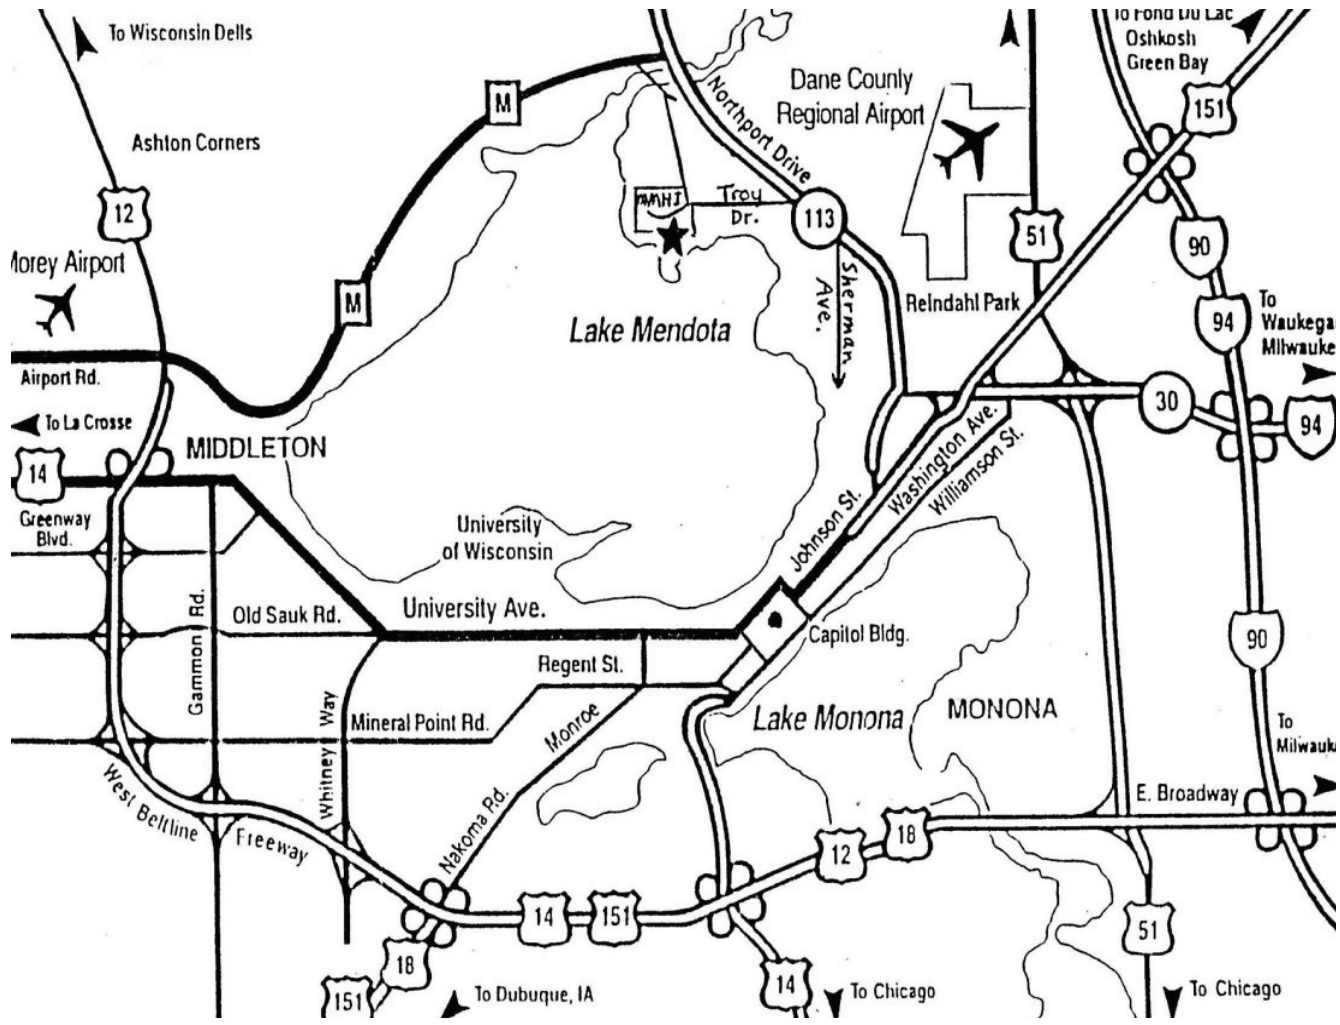 To Wisconsin Dells
To Fond Du Lac
Oshkosh
Green Bay
151
M
Dane County
Regional Airport
Northport Drive
Ashton Corners
12
MMHI
Troy
Dr.
113
51
90
Morey Airport
M
Sherman
Ave.
Reindahl Park
94
To
Waukega
Milwauke
Lake Mendota
Airport Rd.
To La Crosse
30
94
14
MIDDLETON
Greenway
Blvd.
University
of Wisconsin
Johnson St.
Washington Ave.
Williamson St.
Gammon Rd.
Old Sauk Rd.
University Ave.
Capitol Bldg.
90
Regent St.
Whitney Way
Mineral Point Rd.
Monroe
Lake Monona
MONONA
To
Milwauk
West Beltline
Freeway
Nakoma Rd.
E. Broadway
12
18
14
151
51
18
151
To Dubuque, IA
14
To Chicago
To Chicago